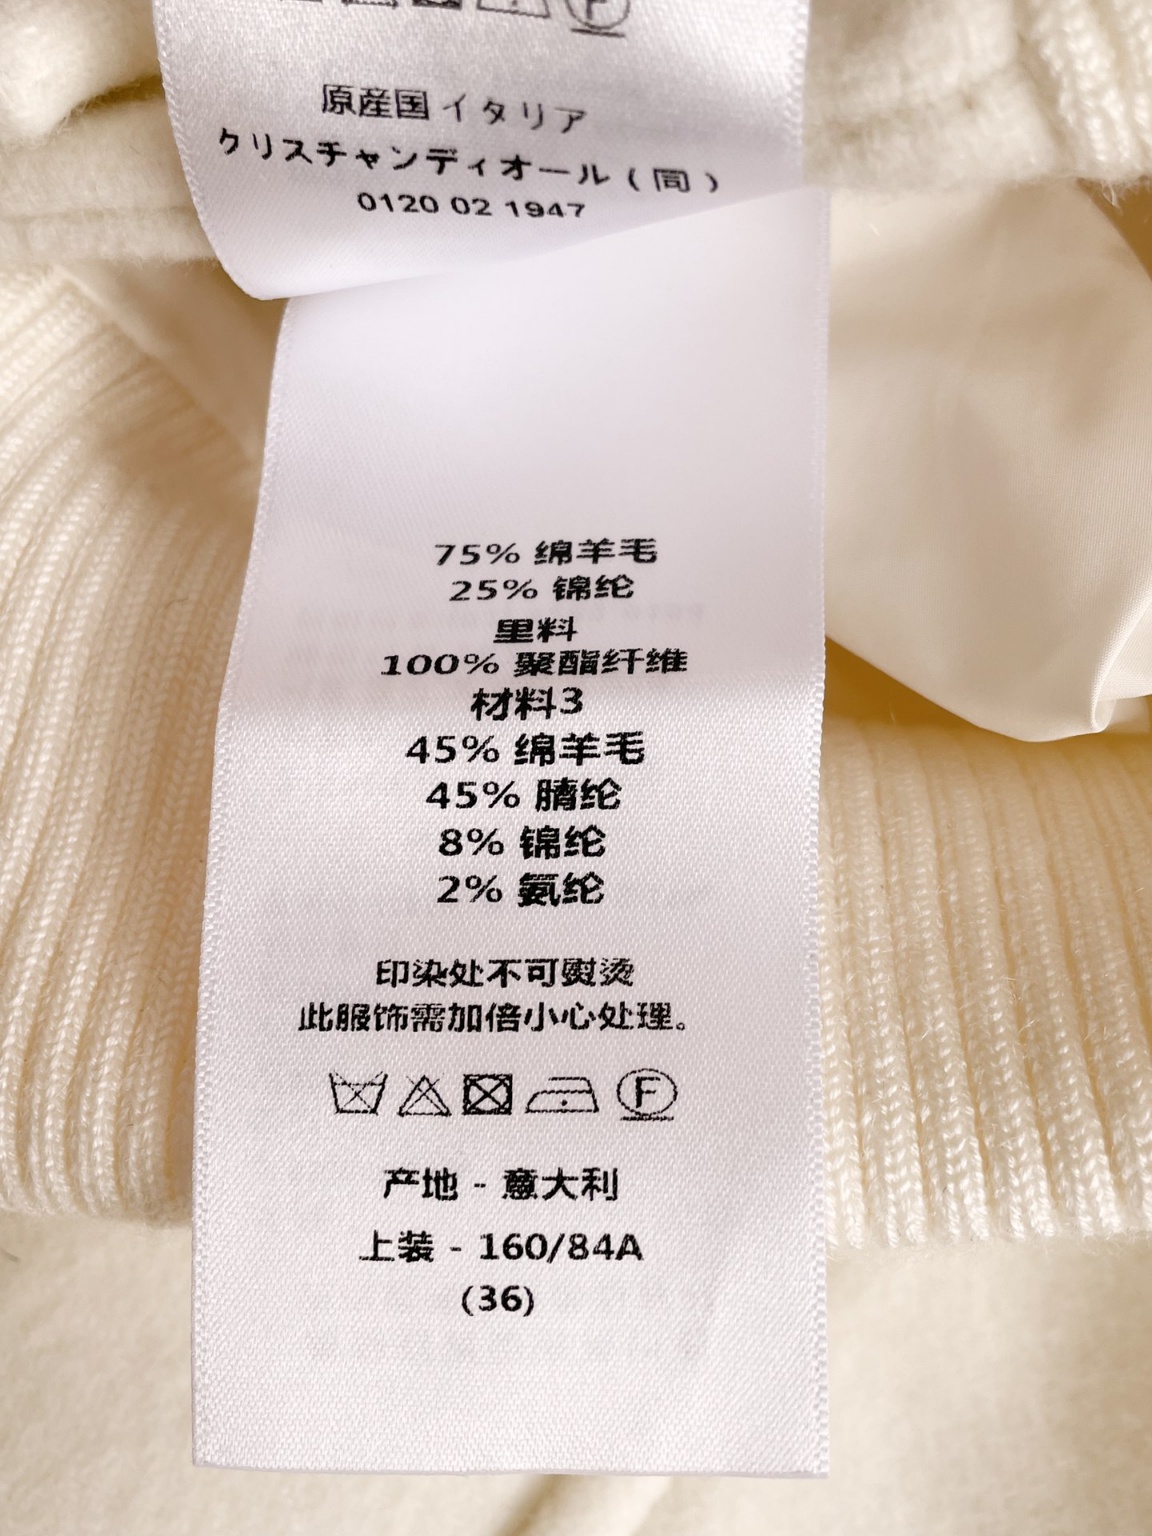 原産国 イタリア
クリスチャンディオール ( 同 )
0120 02 1947
75% 绵羊毛
25% 锦纶
里料
100% 聚酯纤维
材料3
45% 绵羊毛
45% 腈纶
8% 锦纶
2% 氨纶
印染处不可熨烫
此服饰需加倍小心处理。
F
产地 - 意大利
上装 - 160/84A
(36)